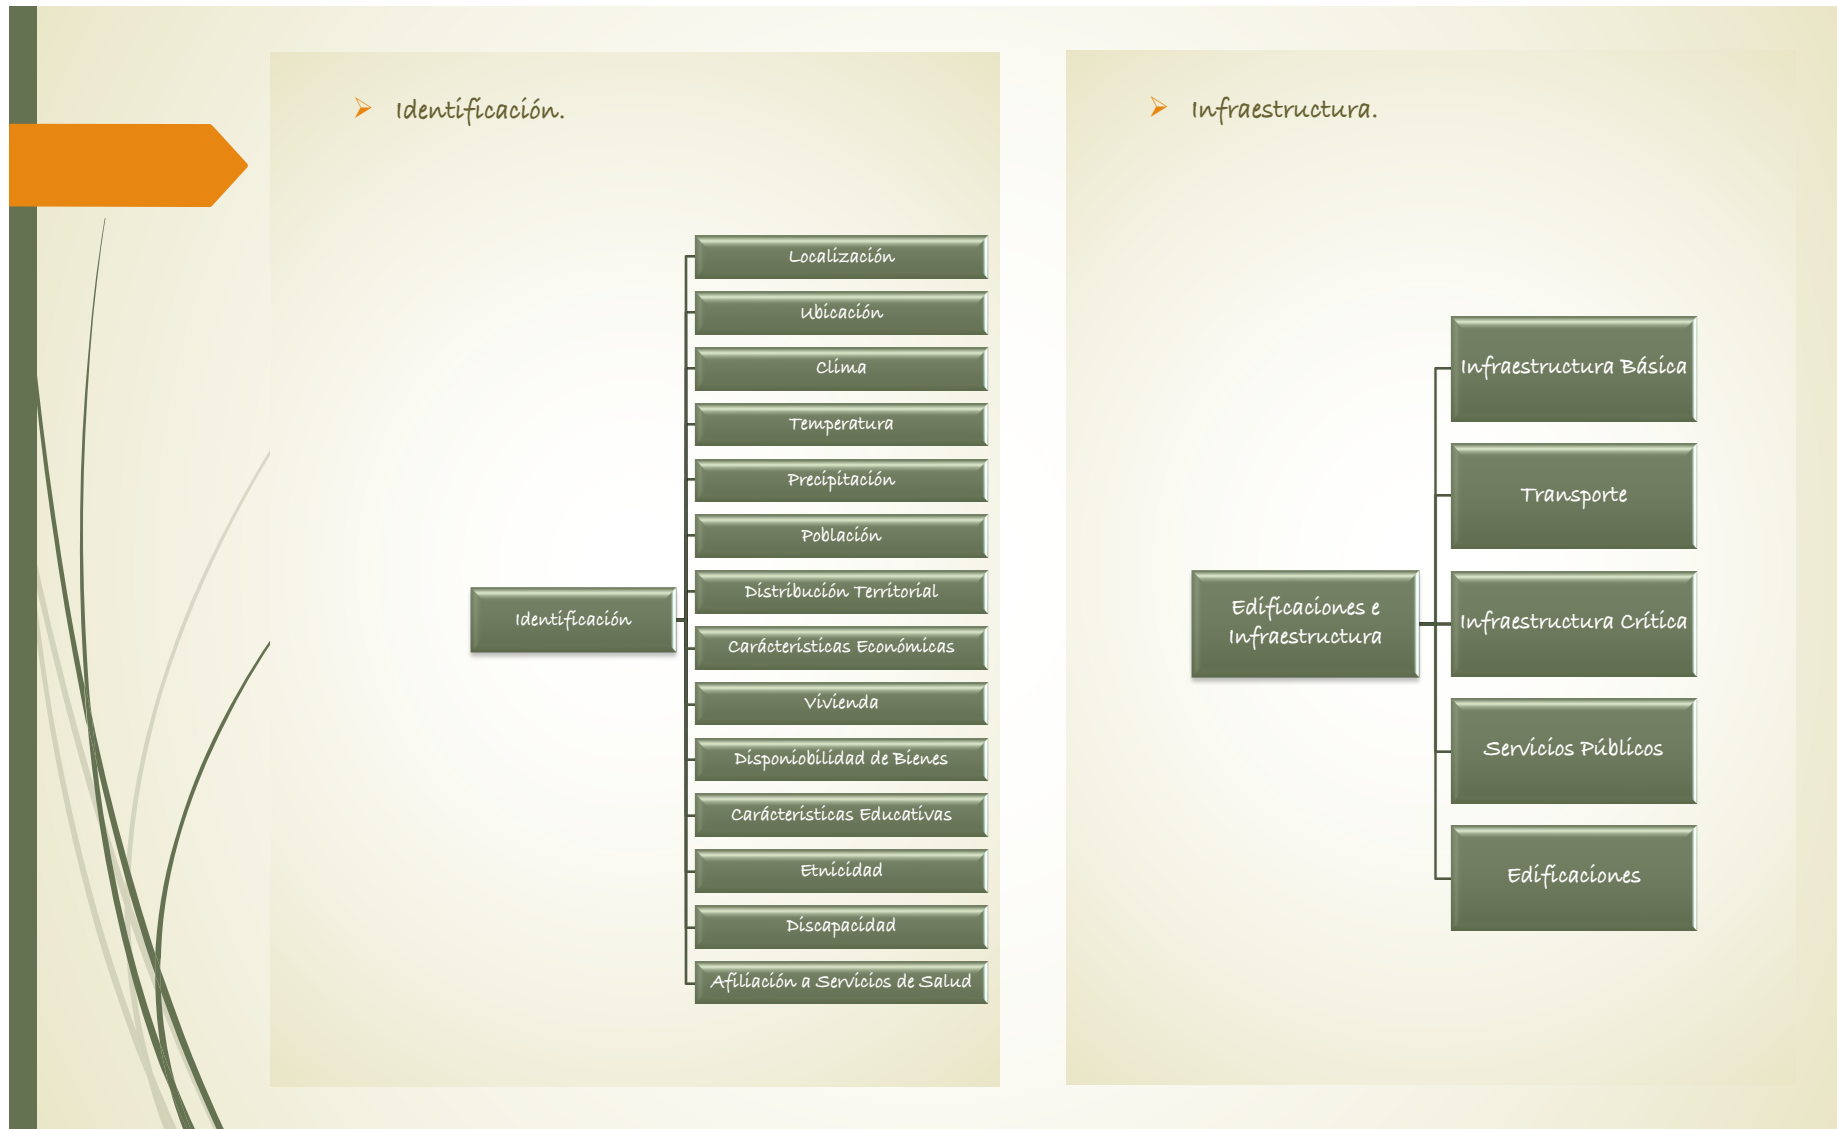 Identificación.
Identificación
Localización
Ubicación
Clima
Temperatura
Precipitación
Población
Distribución Territorial
Carácteristicas Económicas
Vivienda
Disponiobilidad de Bienes
Carácteristicas Educativas
Etnicidad
Discapacidad
Afiliación a Servicios de Salud
Infraestructura.
Edificaciones e
Infraestructura
Infraestructura Básica
Transporte
Infraestructura Crítica
Servicios Públicos
Edificaciones